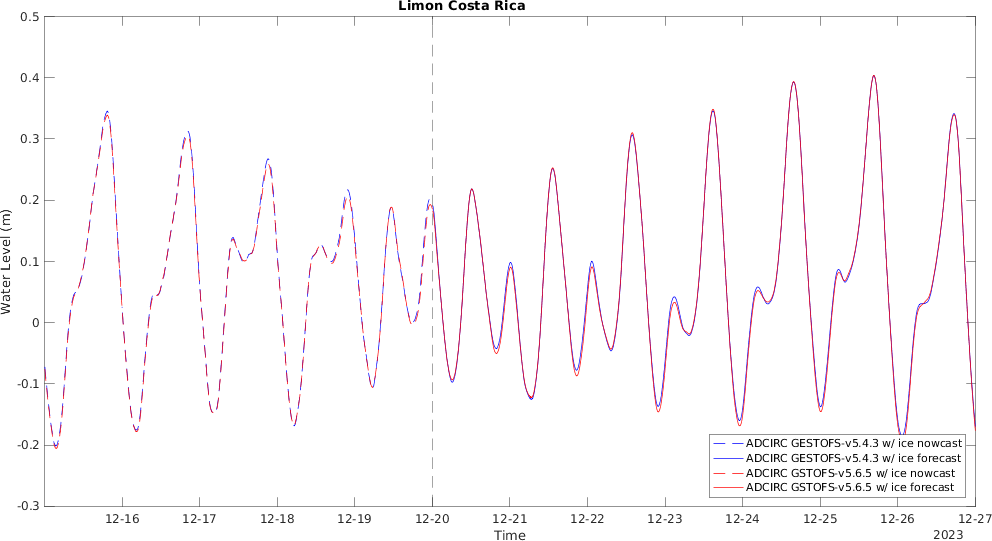 Limon Costa Rica
0.5
0.4
0.3
0.2
0.1
0
-0.1
-0.2
-0.3
Water Level (m)
ADCIRC GESTOFS-v5.4.3 w/ ice nowcast
ADCIRC GESTOFS-v5.4.3 w/ ice forecast
ADCIRC GSTOFS-v5.6.5 w/ ice nowcast
ADCIRC GSTOFS-v5.6.5 w/ ice forecast
12-16 12-17 12-18 12-19 12-20 12-21 12-22 12-23 12-24 12-25 12-26 12-27
Time
2023